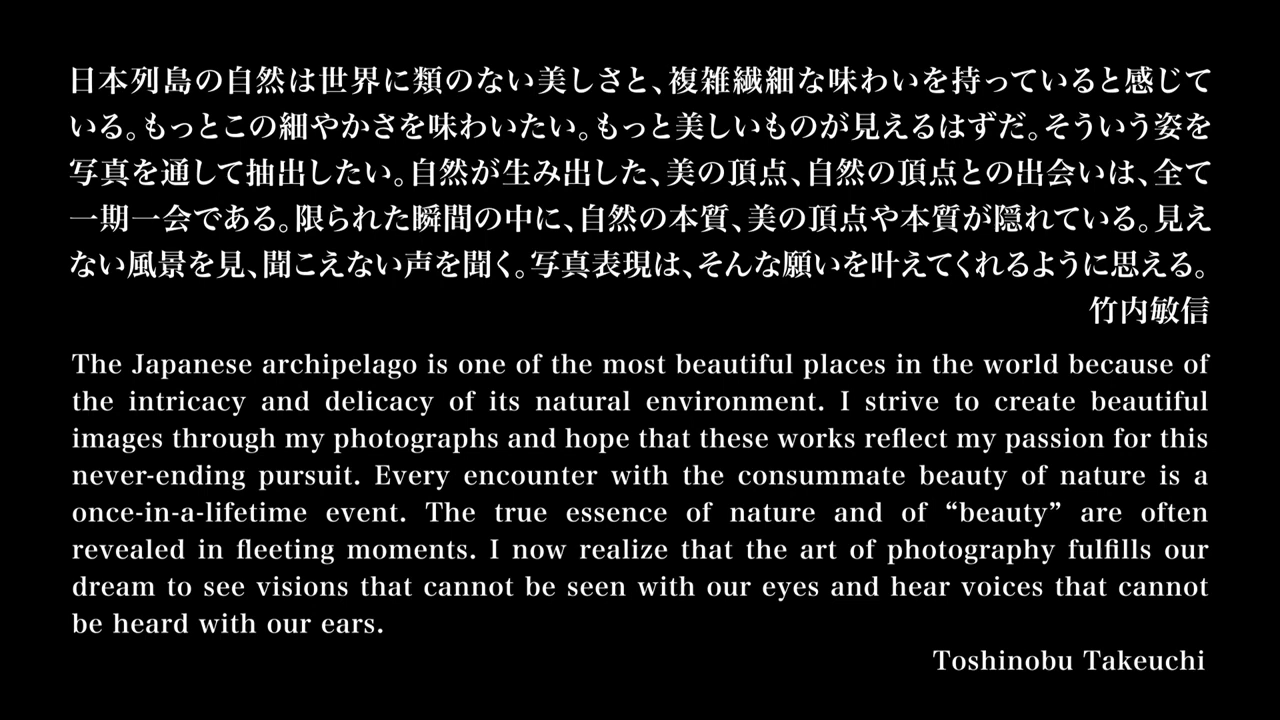 日本列島の自然は世界に類のない美しさと、複雑繊細な味わいを持っていると感じて
いる。もっとこの細やかさを味わいたい。もっと美しいものが見えるはずだ。そういう姿を
写真を通して抽出したい。自然が生み出した、美の頂点、自然の頂点との出会いは、全て
一期一会である。限られた瞬間の中に、自然の本質、美の頂点や本質が隠れている。見え
ない風景を見、聞こえない声を聞く。写真表現は、そんな願いを叶えてくれるように思える。
竹内敏信
The Japanese archipelago is one of the most beautiful places in the world because of
the intricacy and delicacy of its natural environment. I strive to create beautiful
images through my photographs and hope that these works reflect my passion for this
never-ending pursuit. Every encounter with the consummate beauty of nature is a
once-in-a-lifetime event. The true essence of nature and of “beauty” are often
revealed in fleeting moments. I now realize that the art of photography fulfills our
dream to see visions that cannot be seen with our eyes and hear voices that cannot
be heard with our ears.
Toshinobu Takeuchi